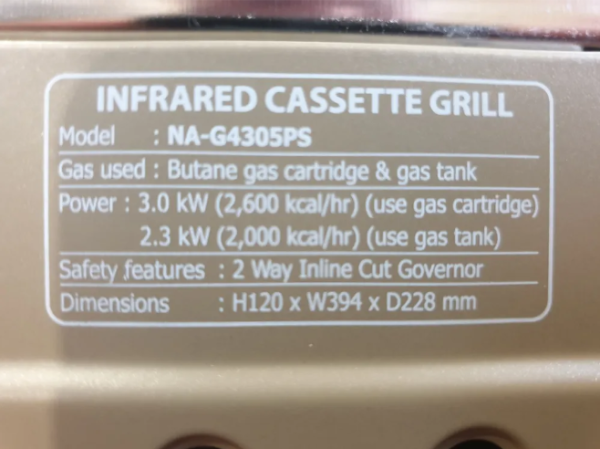 INFRARED CASSETTE GRILL
Model : NA-G4305PS
Gas used : Butane gas cartridge & gas tank
Power : 3.0 kW (2,600 kcal/hr) (use gas cartridge)
2.3 kW (2,000 kcal/hr) (use gas tank)
Safety features : 2 Way Inline Cut Governor
Dimensions : H120 x W394 x D228 mm